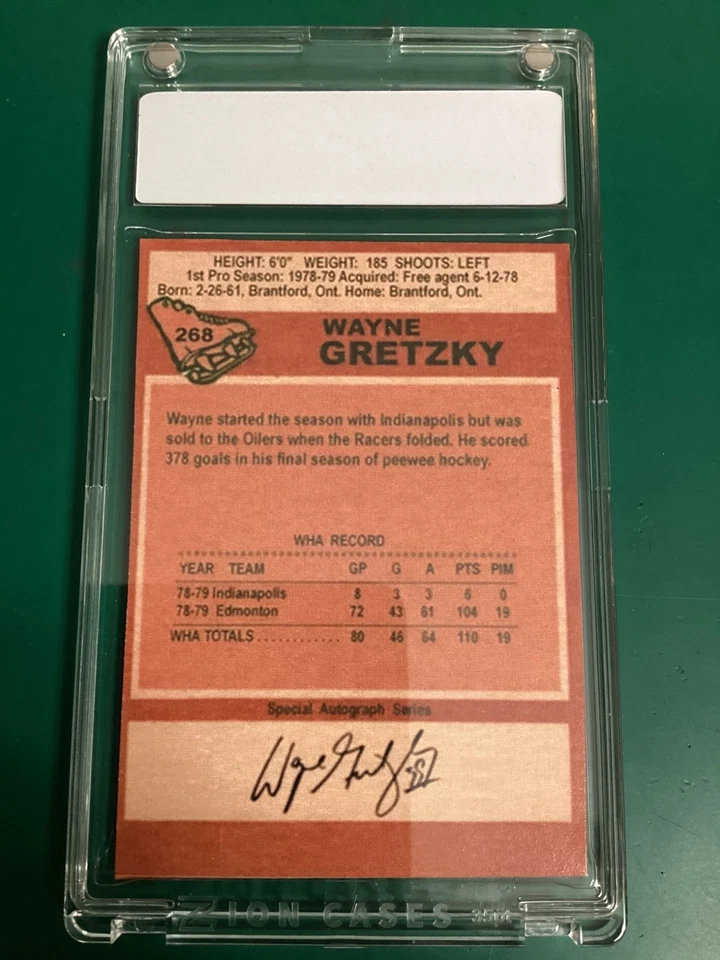 HEIGHT: 6'0" WEIGHT: 185 SHOOTS: LEFT
1st Pro Season: 1978-79 Acquired: Free agent 6-12-78
Born: 2-26-61, Brantford, Ont. Home: Brantford, Ont.
268
WAYNE
GRETZKY
Wayne started the season with Indianapolis but was
sold to the Oilers when the Racers folded. He scored
378 goals in his final season of peewee hockey.
WHA RECORD
YEAR TEAM GP G A PTS PIM
78-79 Indianapolis 8 3 3 6 0
78-79 Edmonton 72 43 61 104 19
WHA TOTALS............ 80 46 64 110 19
Special Autograph Series
Wayne Gretzky
ZION CASES